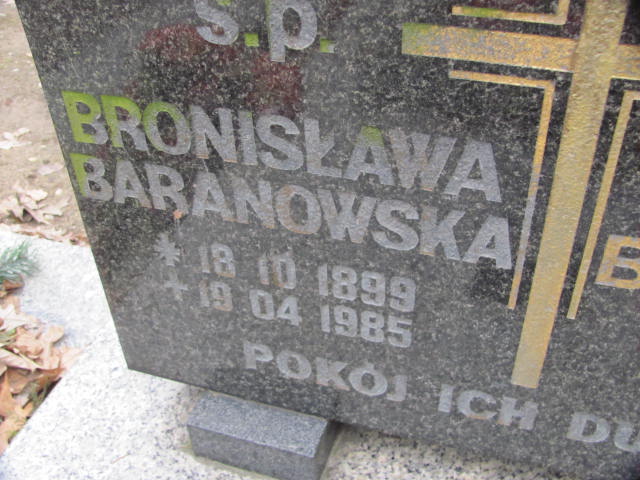 ś.p.
BRONISŁAWA
BARANOWSKA
* 18 10 1899
+ 19 04 1985
POKÓJ ICH